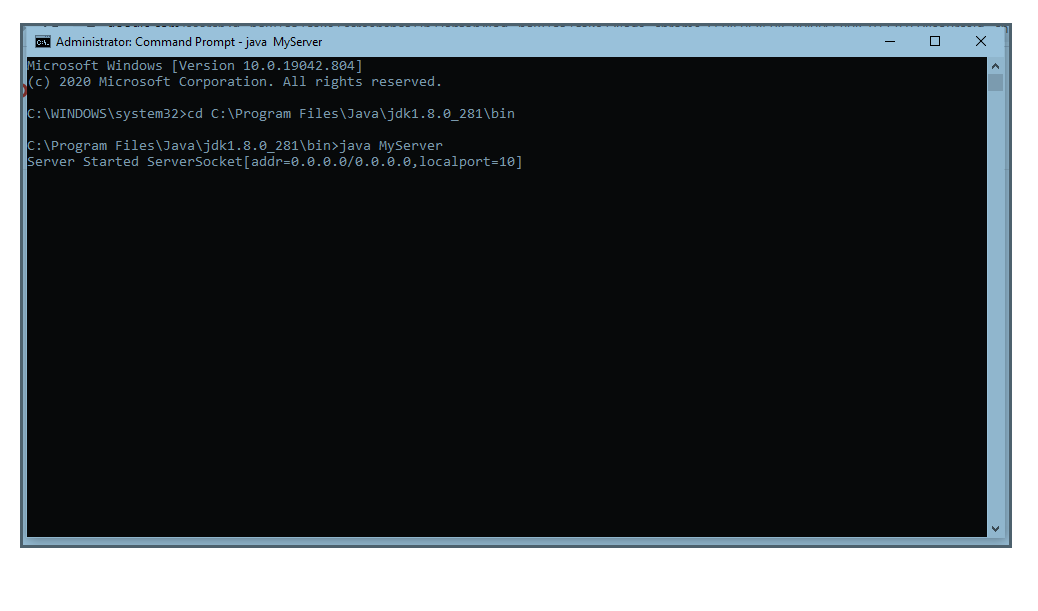 Administrator: Command Prompt - java  MyServer
Microsoft Windows [Version 10.0.19042.804]
(c) 2020 Microsoft Corporation. All rights reserved.
C:\WINDOWS\system32>cd C:\Program Files\Java\jdk1.8.0_281\bin
C:\Program Files\Java\jdk1.8.0_281\bin>java MyServer
Server Started ServerSocket[addr=0.0.0.0/0.0.0.0,localport=10]